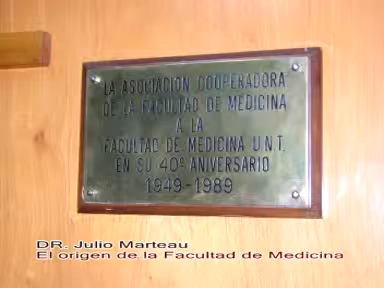 LA ASOCIACION COOPERADORA
DE LA FACULTAD DE MEDICINA
A LA
FACULTAD DE MEDICINA U.N.T.
EN SU 40º ANIVERSARIO
1949-1989
DR. Julio Marteau
El origen de la Facultad de Medicina